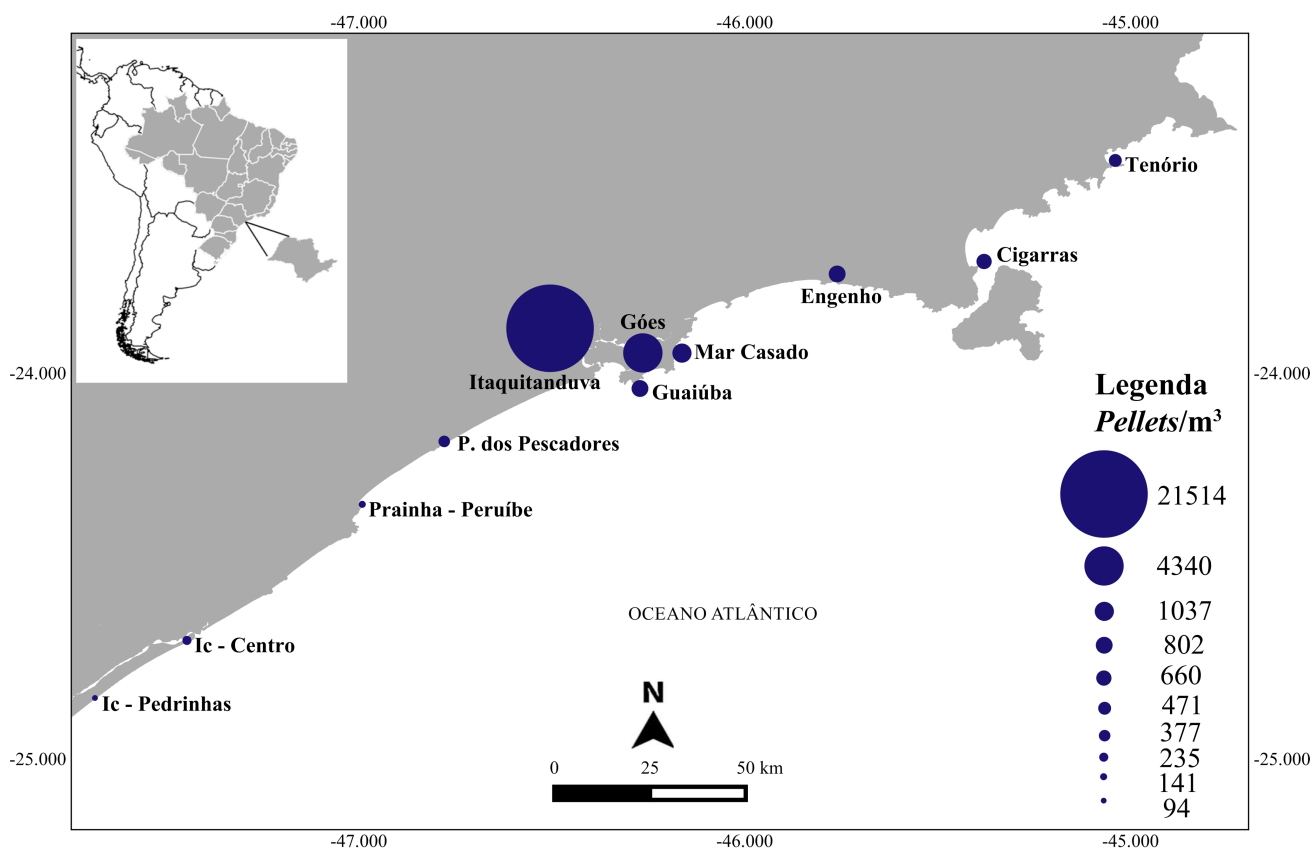 -47.000
-46.000
-45.000
Tenório
Cigarras
Engenho
Góes
Mar Casado
-24.000
-24.000
Itaquitanduva
Guaiúba
Legenda
Pellets/m³
P. dos Pescadores
21514
Prainha - Peruíbe
4340
1037
OCEANO ATLÂNTICO
802
Ic - Centro
660
N
Ic - Pedrinhas
471
377
235
-25.000
-25.000
0 25 50 km
141
94
-47.000
-46.000
-45.000